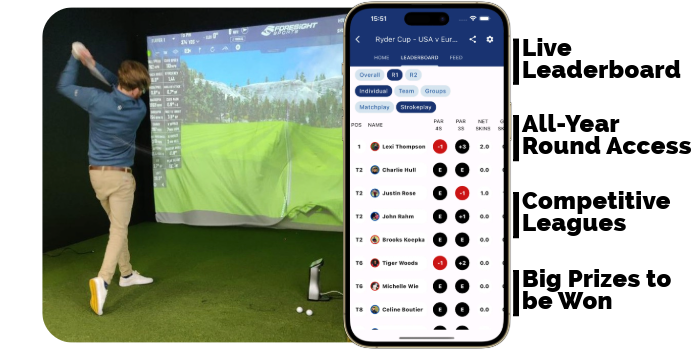 FORESIGHT
SPORTS
15:51
Ryder Cup - USA v Eur...
HOME LEADERBOARD FEED
Overall R1 R2
Individual Team Groups
Matchplay Strokeplay
POS NAME PAR 4S PAR 3S NET SKINS
1 Lexi Thompson -1 +3 2.0
T2 Charlie Hull E E 0.0
T2 Justin Rose E -1 1.0
T2 John Rahm E +1 0.0
T2 Brooks Koepka E E 0.0
T6 Tiger Woods -1 +2 0.0
T6 Michelle Wie E E 0.0
T8 Celine Boutier E E 0.0
Live
Leaderboard
All-Year
Round Access
Competitive
Leagues
Big Prizes to
be Won